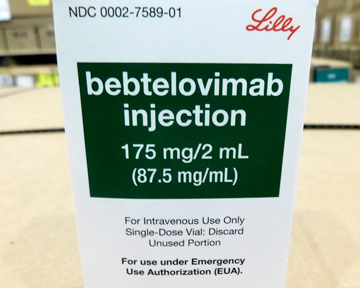 NDC 0002-7589-01
Lilly
bebtelovimab
injection
175 mg/2 mL
(87.5 mg/mL)
For Intravenous Use Only
Single-Dose Vial: Discard
Unused Portion
For use under Emergency
Use Authorization (EUA).